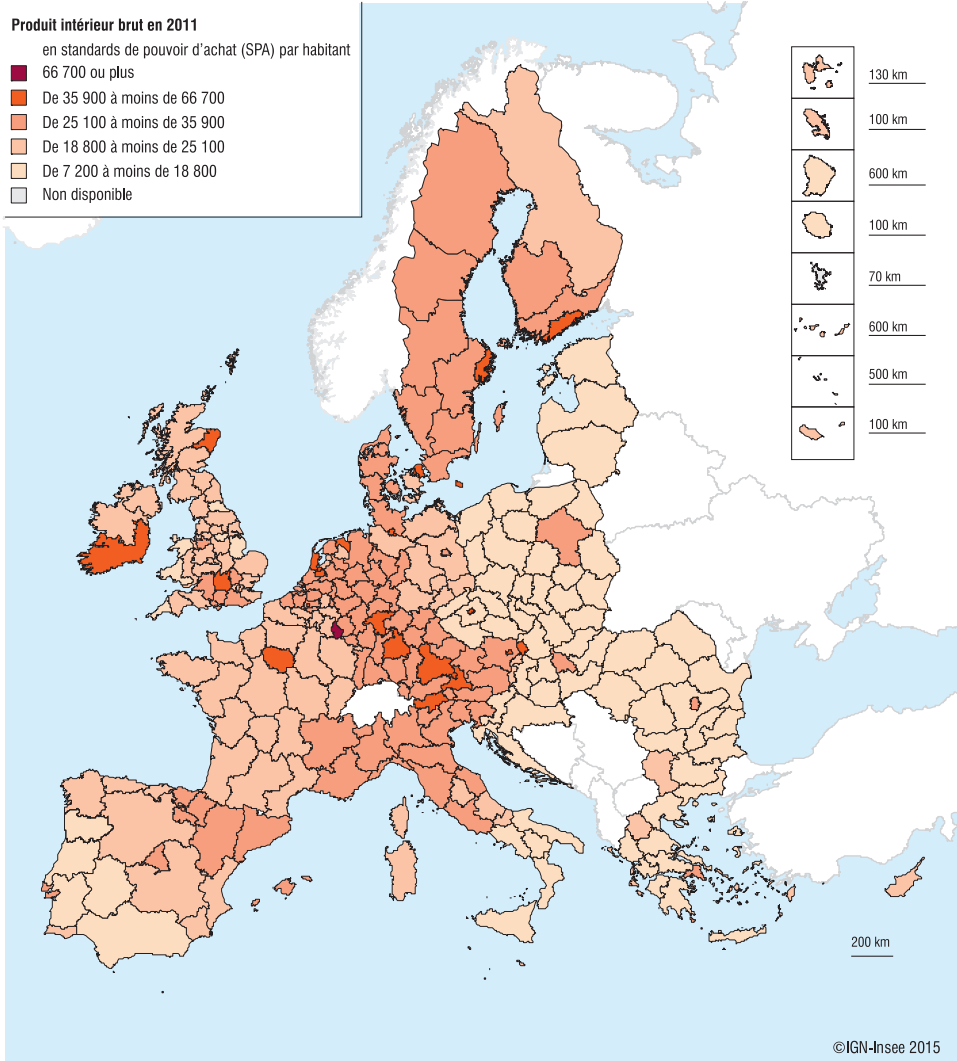 Produit intérieur brut en 2011
en standards de pouvoir d'achat (SPA) par habitant
66 700 ou plus
De 35 900 à moins de 66 700
De 25 100 à moins de 35 900
De 18 800 à moins de 25 100
De 7 200 à moins de 18 800
Non disponible
130 km
100 km
600 km
100 km
70 km
600 km
500 km
100 km
200 km
©IGN-Insee 2015